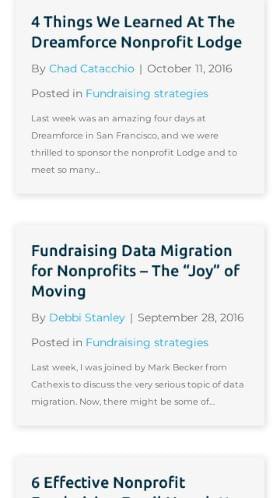 4 Things We Learned At The
Dreamforce Nonprofit Lodge
By Chad Catacchio | October 11, 2016
Posted in Fundraising strategies
Last week was an amazing four days at
Dreamforce in San Francisco, and we were
thrilled to sponsor the nonprofit Lodge and to
meet so many...
Fundraising Data Migration
for Nonprofits – The “Joy” of
Moving
By Debbi Stanley | September 28, 2016
Posted in Fundraising strategies
Last week, I was joined by Mark Becker from
Cathexis to discuss the very serious topic of data
migration. Now, there might be some of...
6 Effective Nonprofit